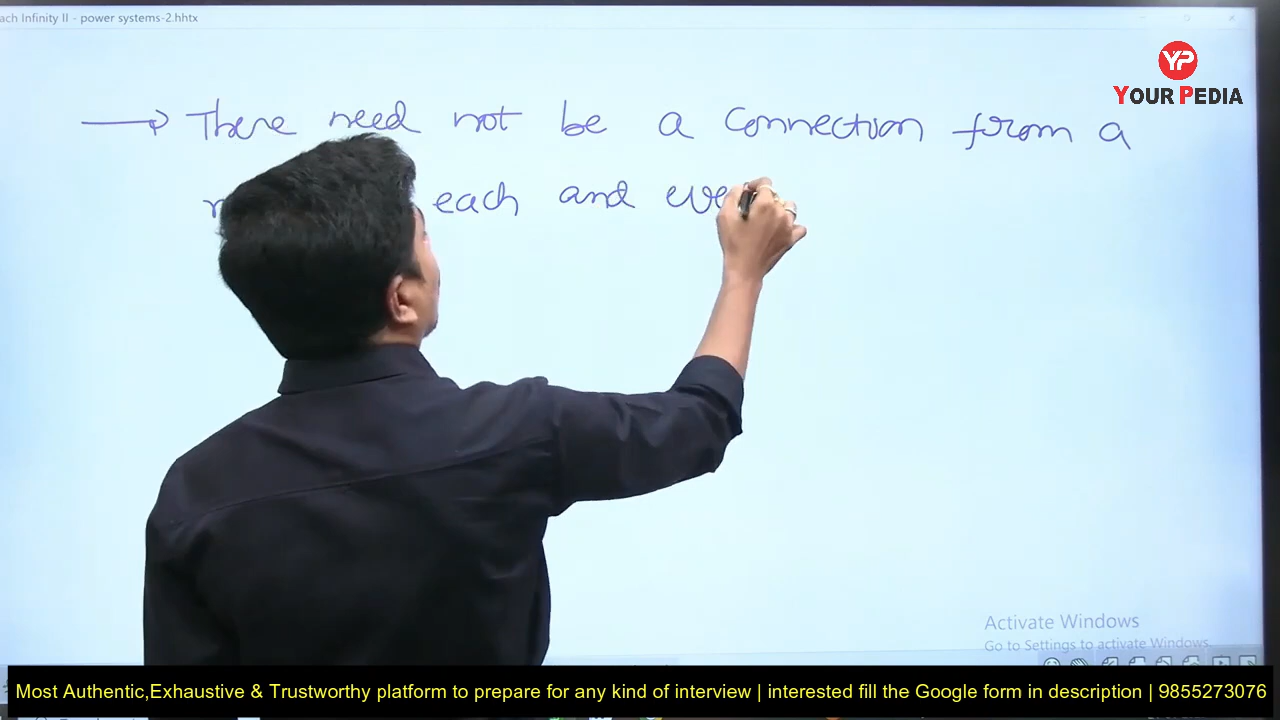 ach Infinity II - power systems-2.hhtx
YP
YOUR PEDIA
There need not be a connection from a
each and eve
Activate Windows
Go to Settings to activate Windows.
Most Authentic,Exhaustive & Trustworthy platform to prepare for any kind of interview | interested fill the Google form in description | 9855273076